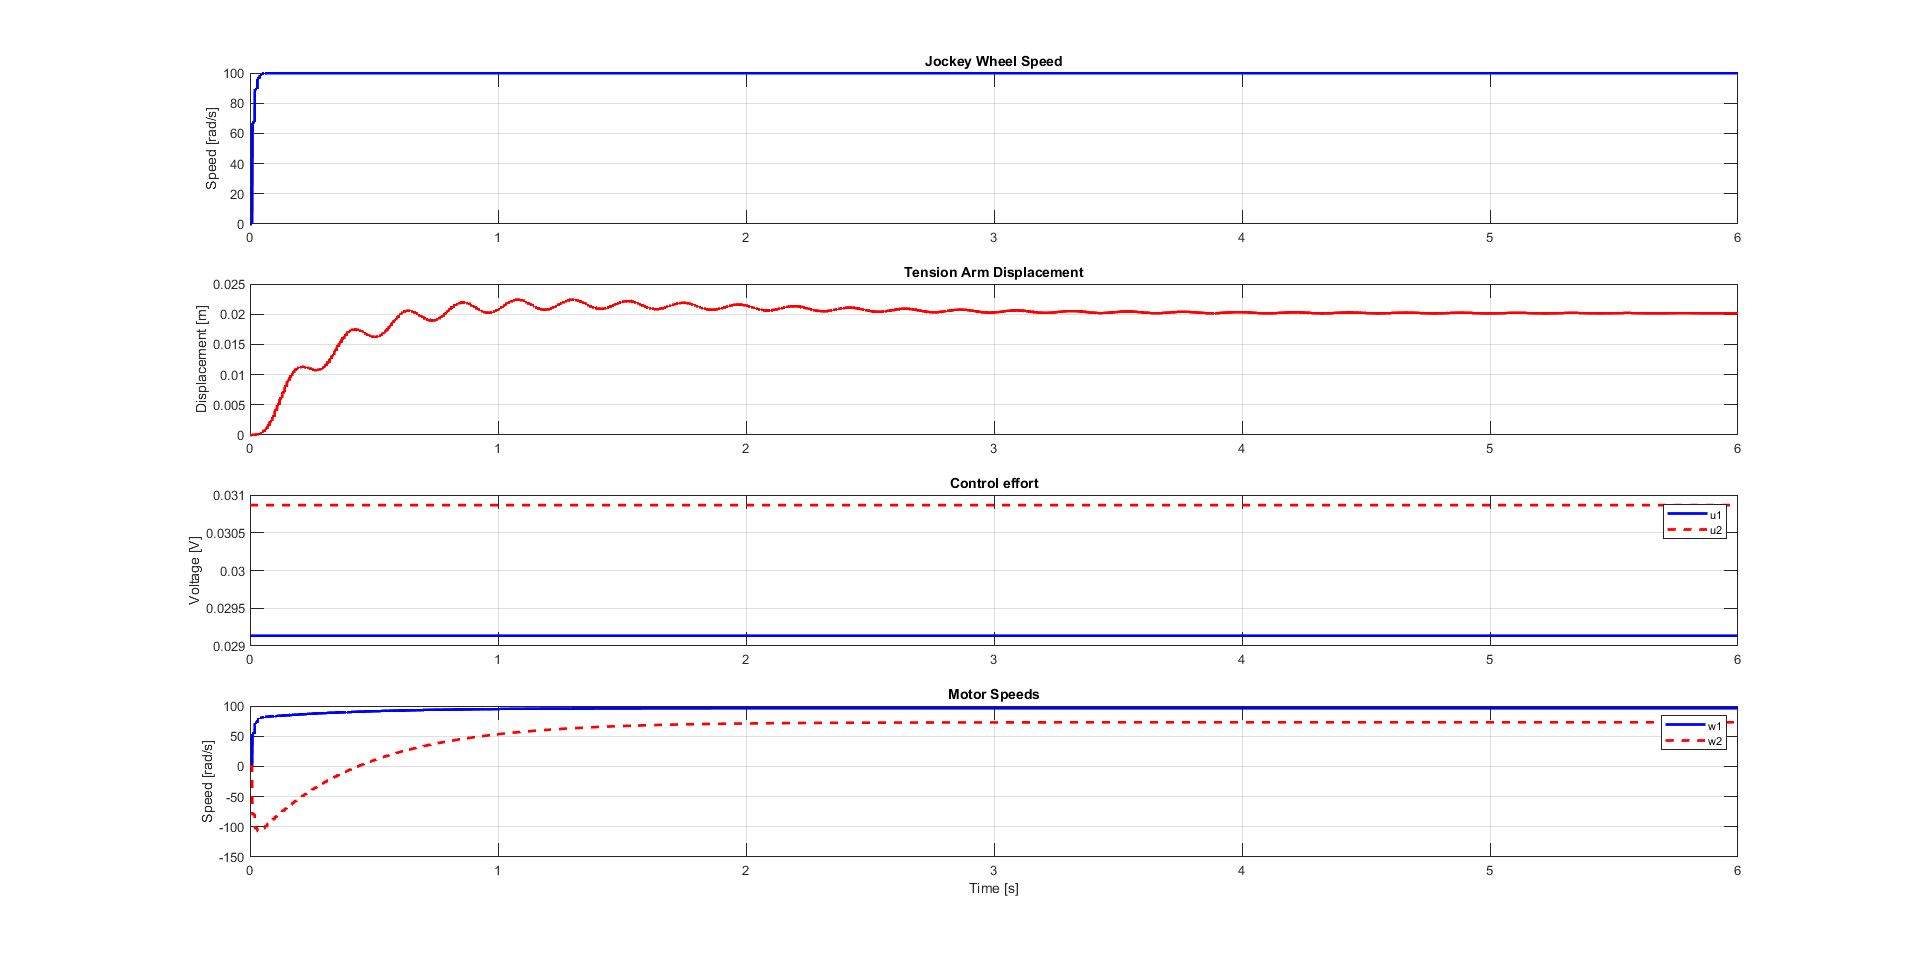 Jockey Wheel Speed
Speed [rad/s]
100
80
60
40
20
0
0 1 2 3 4 5 6
Tension Arm Displacement
Displacement [m]
0.025
0.02
0.015
0.01
0.005
0
0 1 2 3 4 5 6
Control effort
Voltage [V]
0.031
0.0305
0.03
0.0295
0.029
u1
u2
0 1 2 3 4 5 6
Motor Speeds
Speed [rad/s]
100
50
0
-50
-100
-150
w1
w2
0 1 2 3 4 5 6
Time [s]